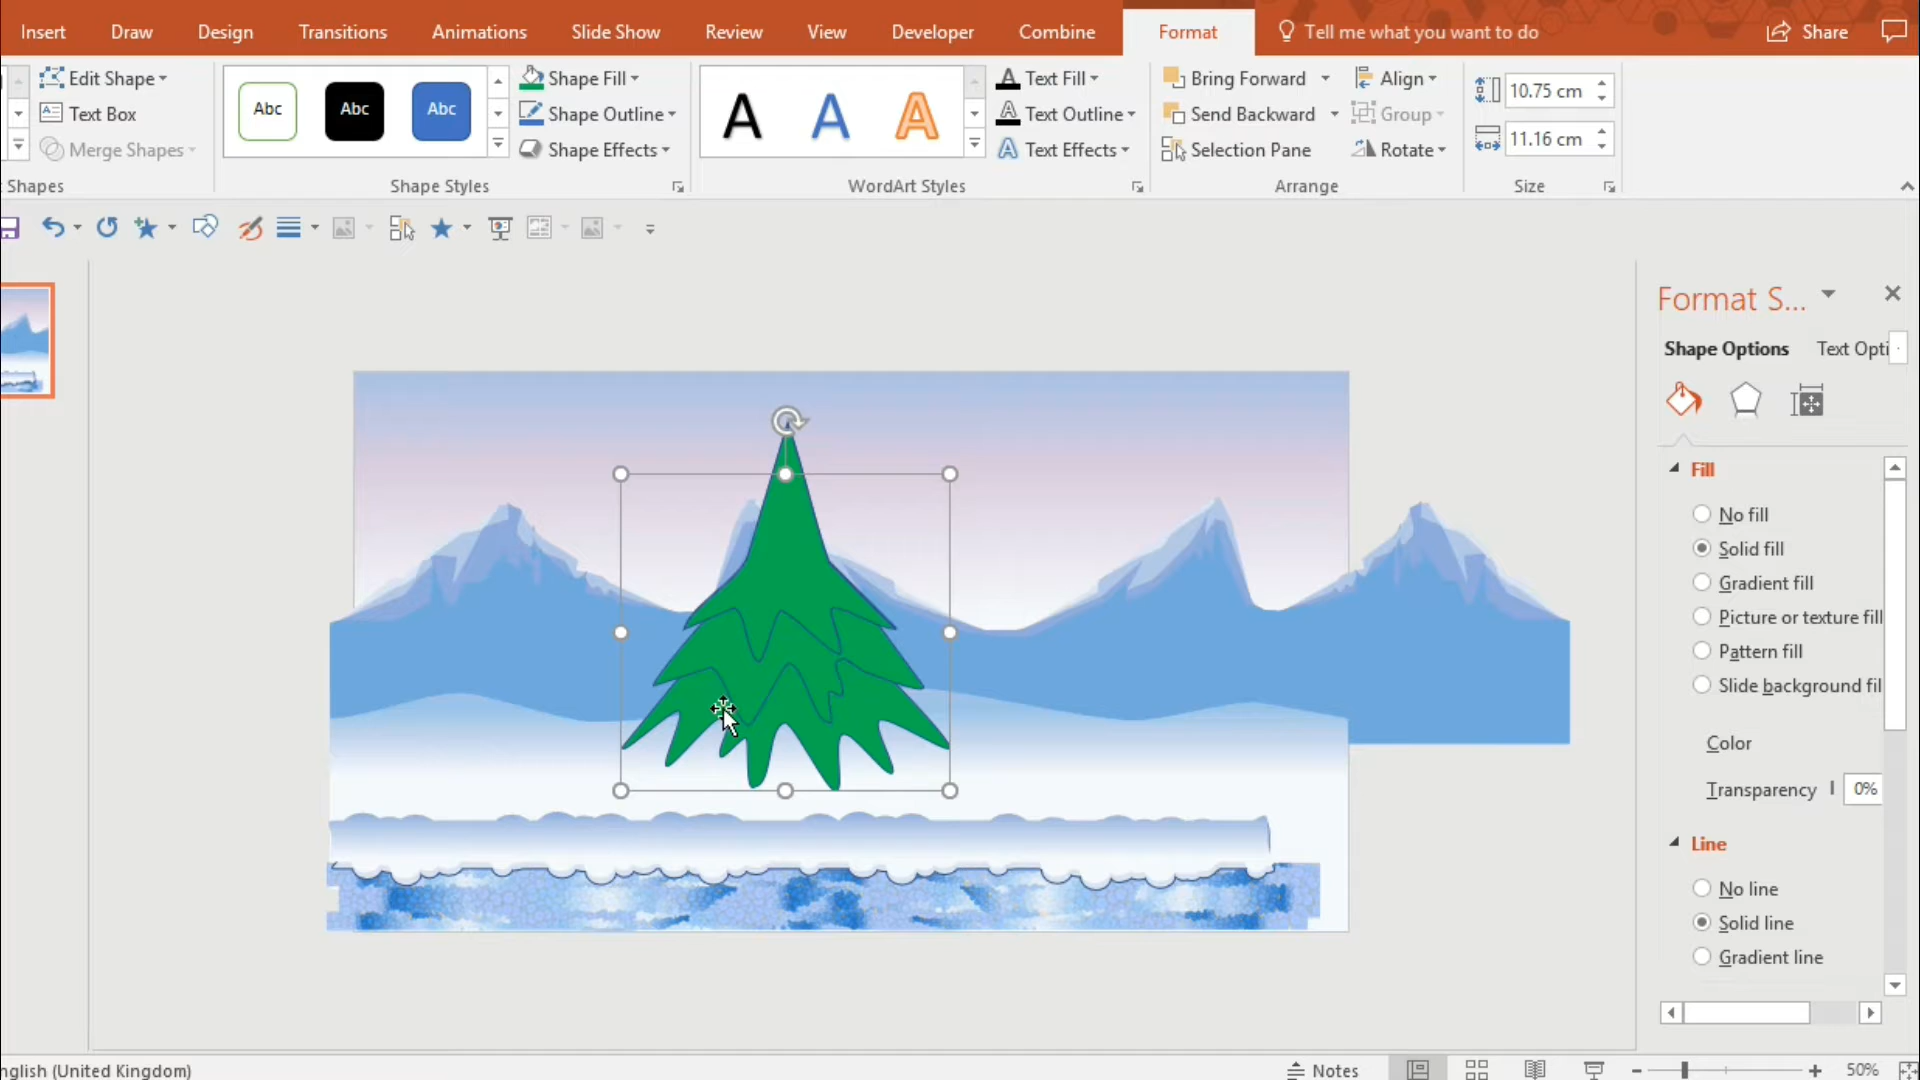 Insert Draw Design Transitions Animations Slide Show Review View Developer Combine Format Tell me what you want to do Share
Edit Shape
Text Box
Merge Shapes
Shapes
Abc Abc Abc
Shape Fill
Shape Outline
Shape Effects
Shape Styles
A A A
Text Fill
Text Outline
Text Effects
WordArt Styles
Bring Forward
Send Backward
Selection Pane
Align
Group
Rotate
Arrange
10.75 cm
11.16 cm
Size
Format S...
Shape Options Text Opti
Fill
No fill
Solid fill
Gradient fill
Picture or texture fill
Pattern fill
Slide background fil
Color
Transparency 0%
Line
No line
Solid line
Gradient line
nglish (United Kingdom)
Notes
50%